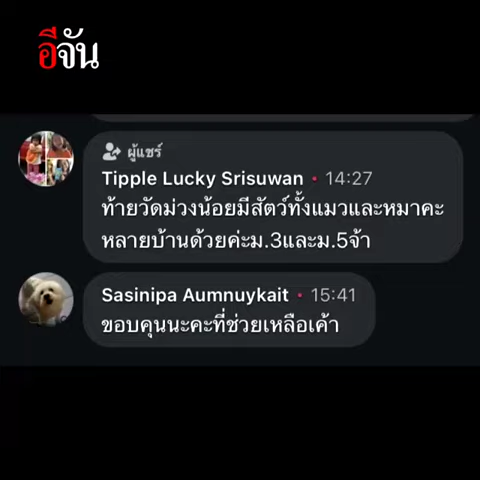 อีจัน
ผู้แชร์
Tipple Lucky Srisuwan • 14:27
ท้ายวัดม่วงน้อยมีสัตว์ทั้งแมวและหมาคะ
หลายบ้านด้วยค่ะม.3และม.5จ้า
Sasinipa Aumnuykait • 15:41
ขอบคุนนะคะที่ช่วยเหลือเค้า